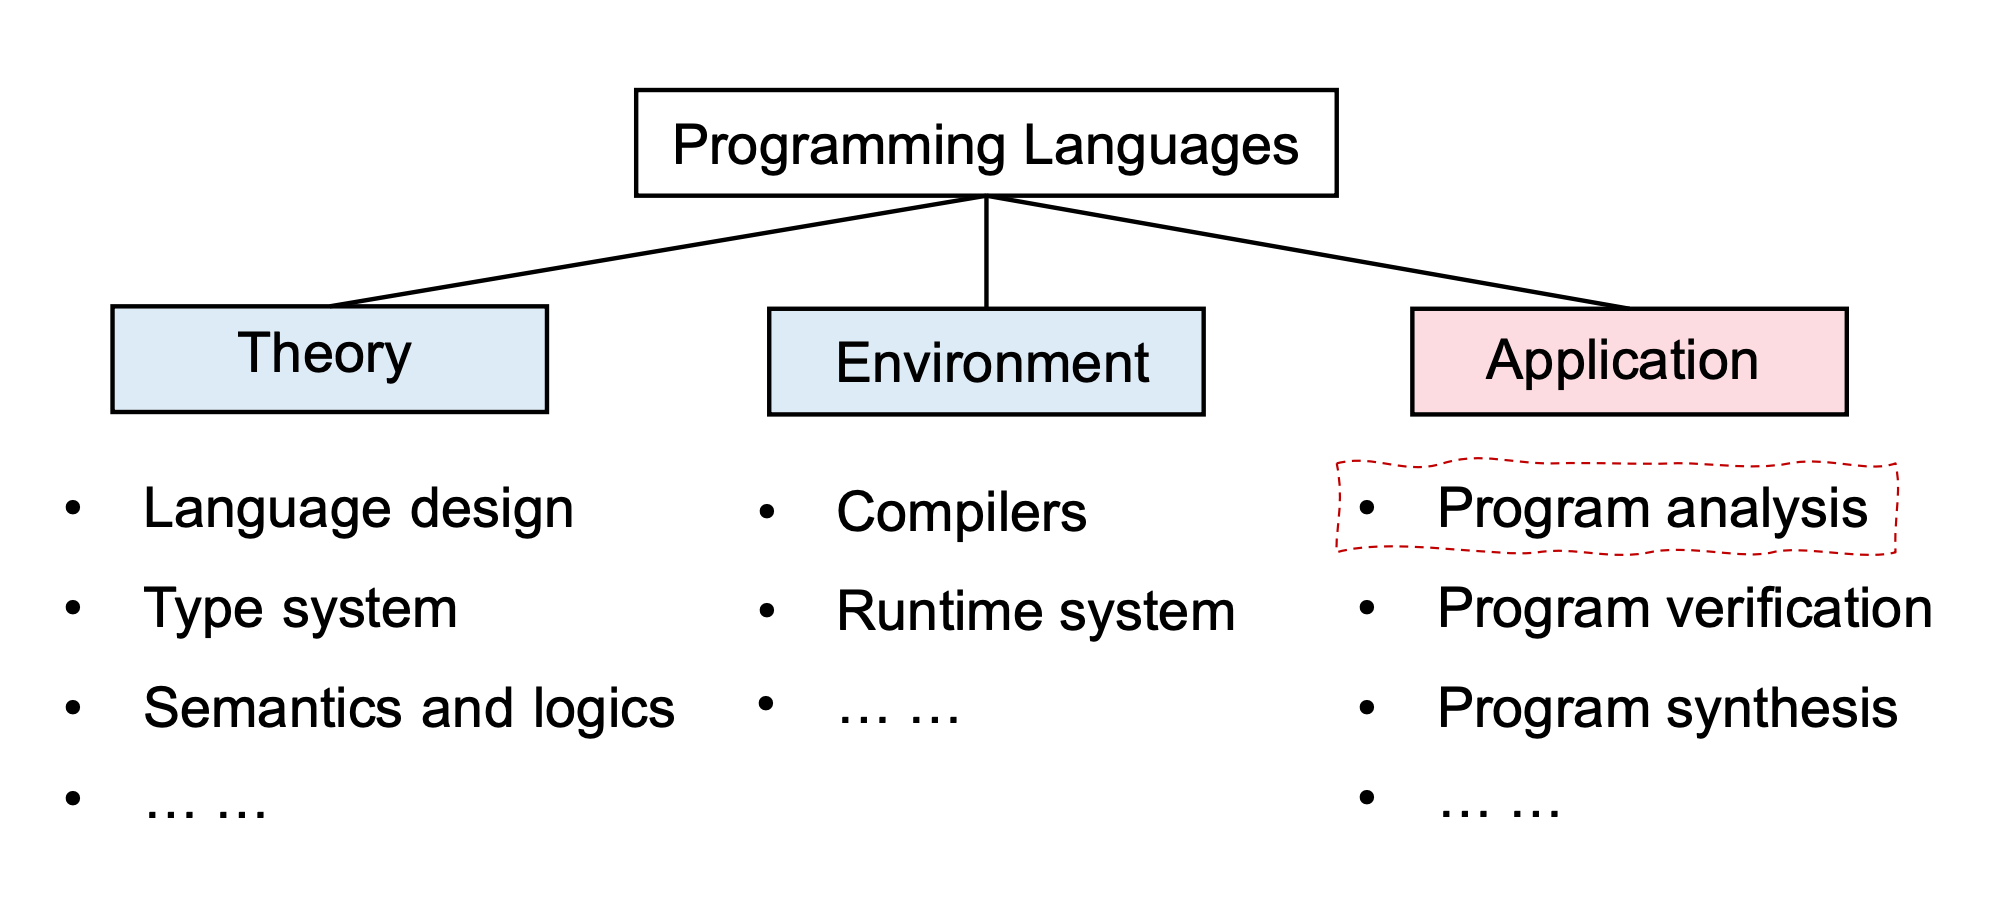 Programming Languages
Theory
Environment
Application
• Language design
• Type system
• Semantics and logics
• … …
• Compilers
• Runtime system
• … …
• Program analysis
• Program verification
• Program synthesis
• … …